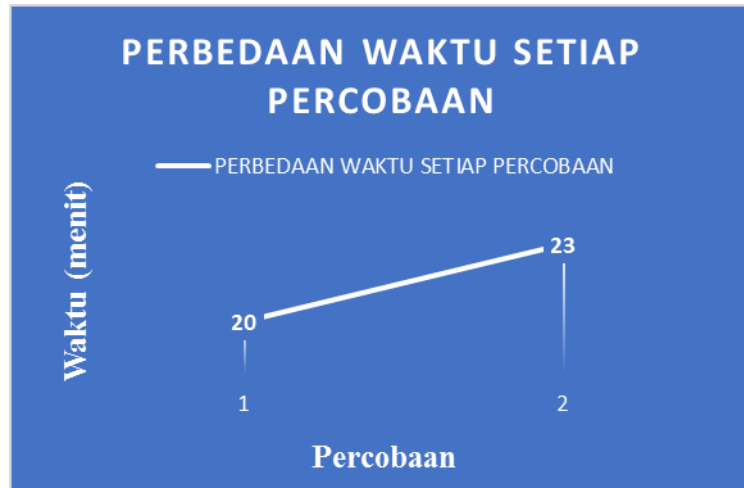 PERBEDAAN WAKTU SETIAP
PERCOBAAN
PERBEDAAN WAKTU SETIAP PERCOBAAN
Waktu (menit)
23
20
1
2
Percobaan